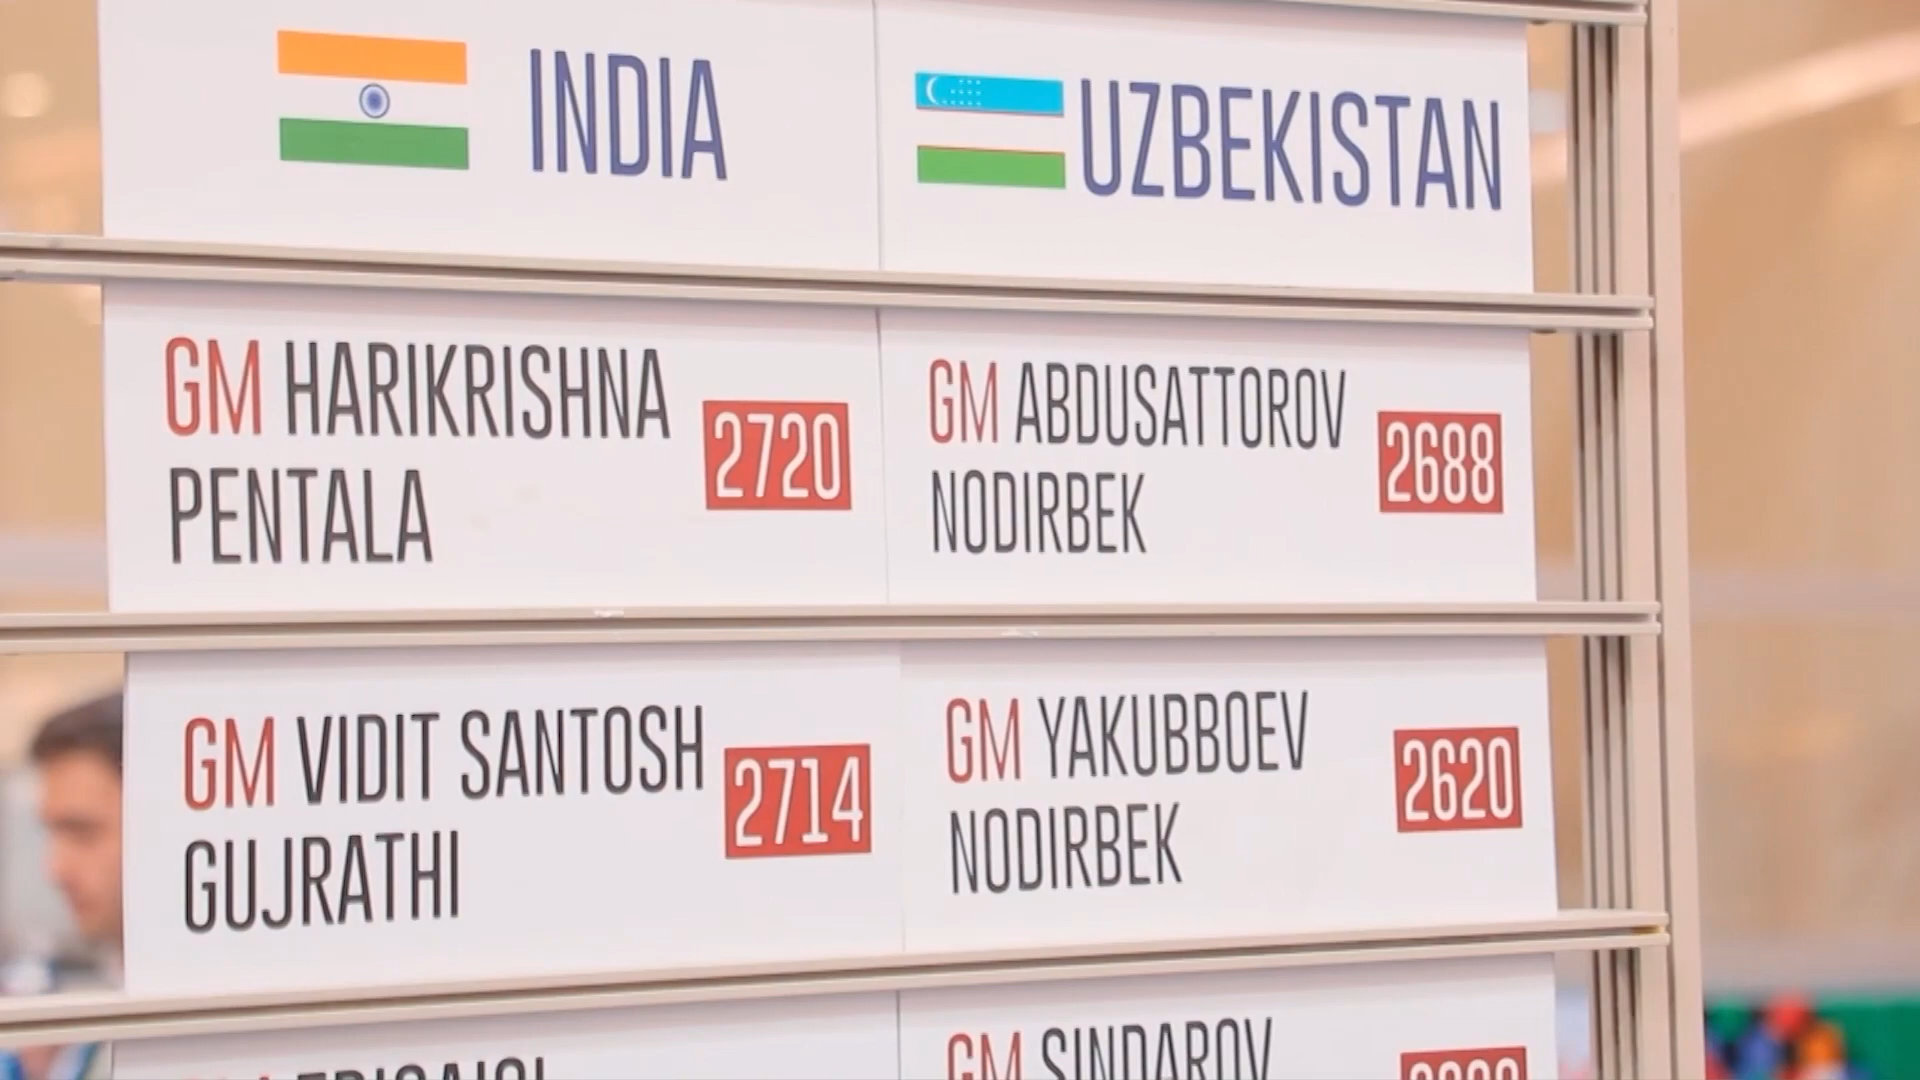 INDIA
UZBEKISTAN
GM HARIKRISHNA
PENTALA
2720
GM ABDUSATTOROV
NODIRBEK
2688
GM VIDIT SANTOSH
GUJRATHI
2714
GM YAKUBBOEV
NODIRBEK
2620
GM SINDAROV